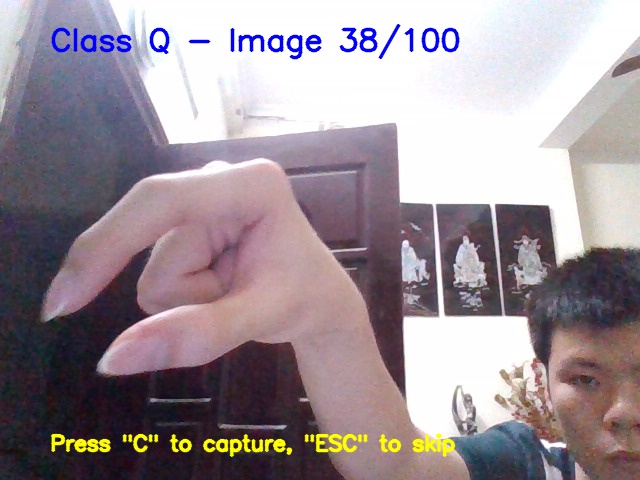 Class Q - Image 38/100
Press "C" to capture, "ESC" to skip